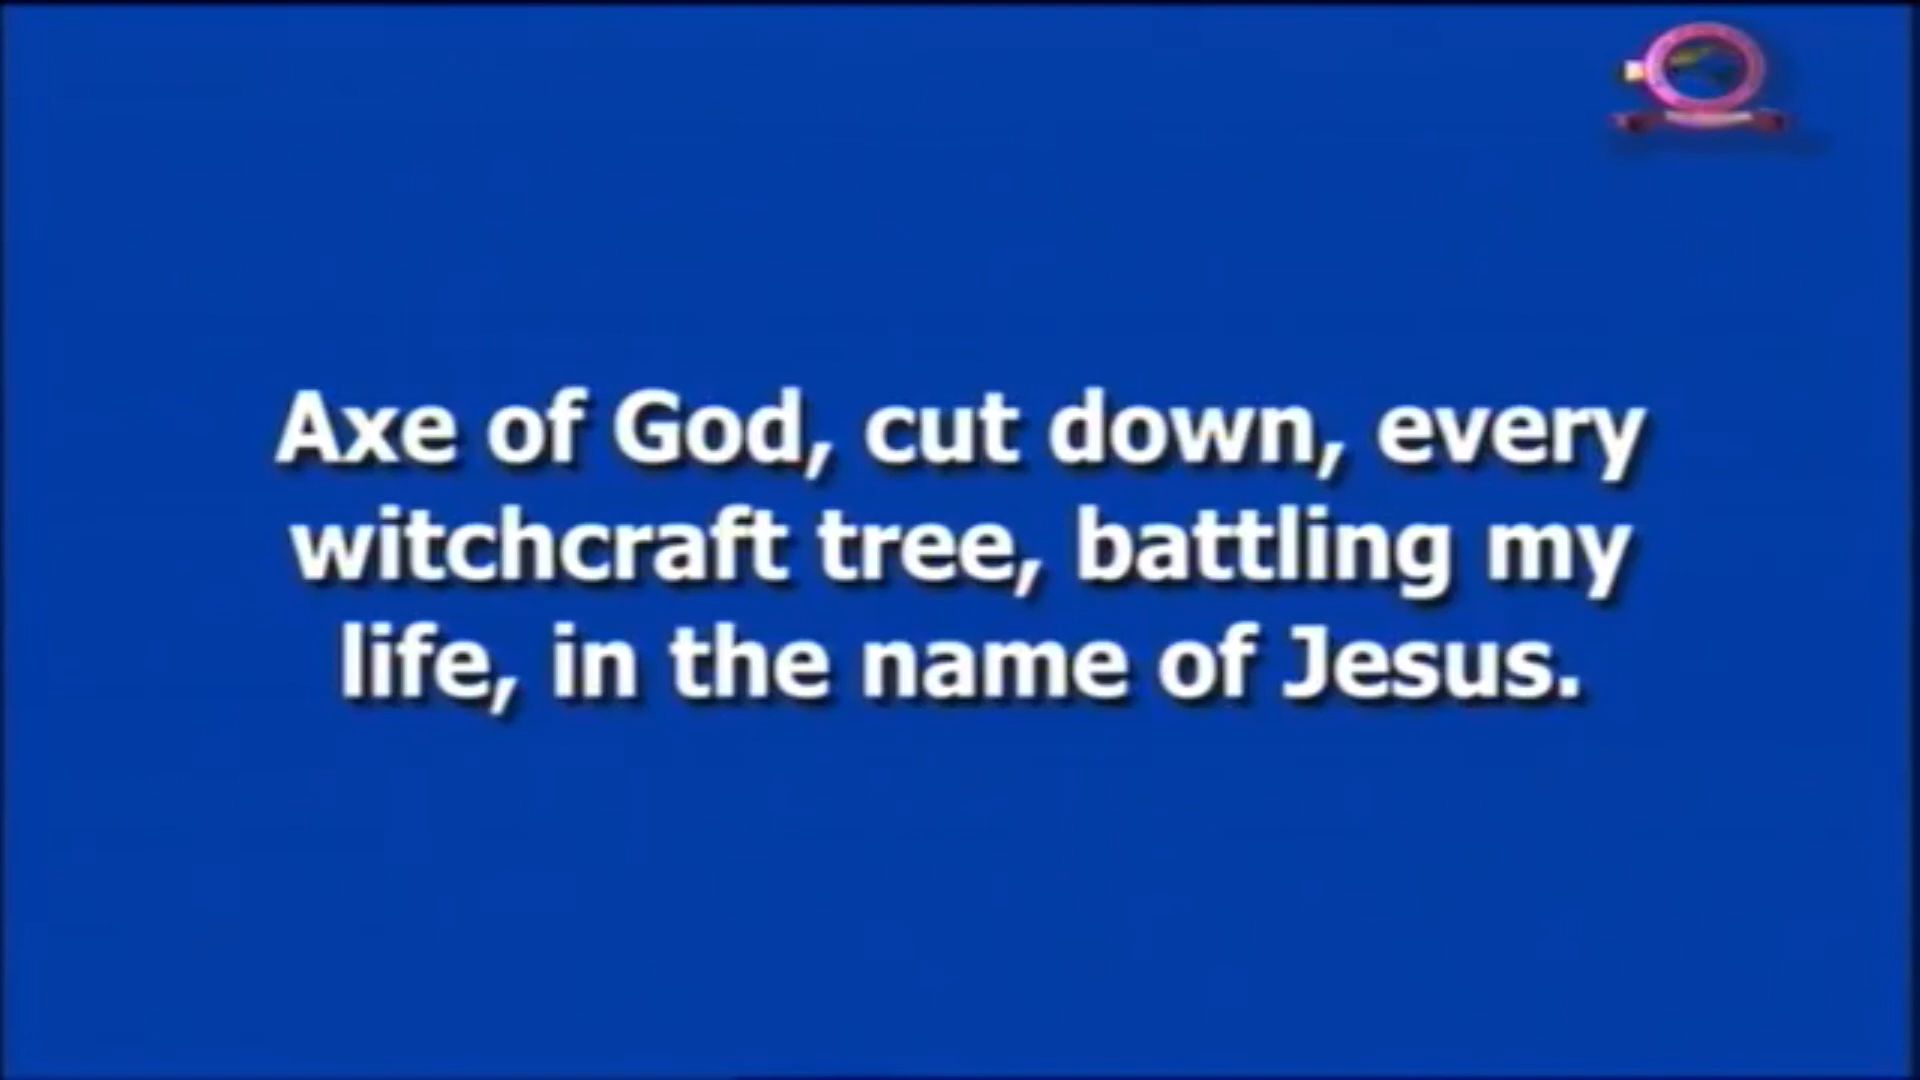 Axe of God, cut down, every
witchcraft tree, battling my
life, in the name of Jesus.